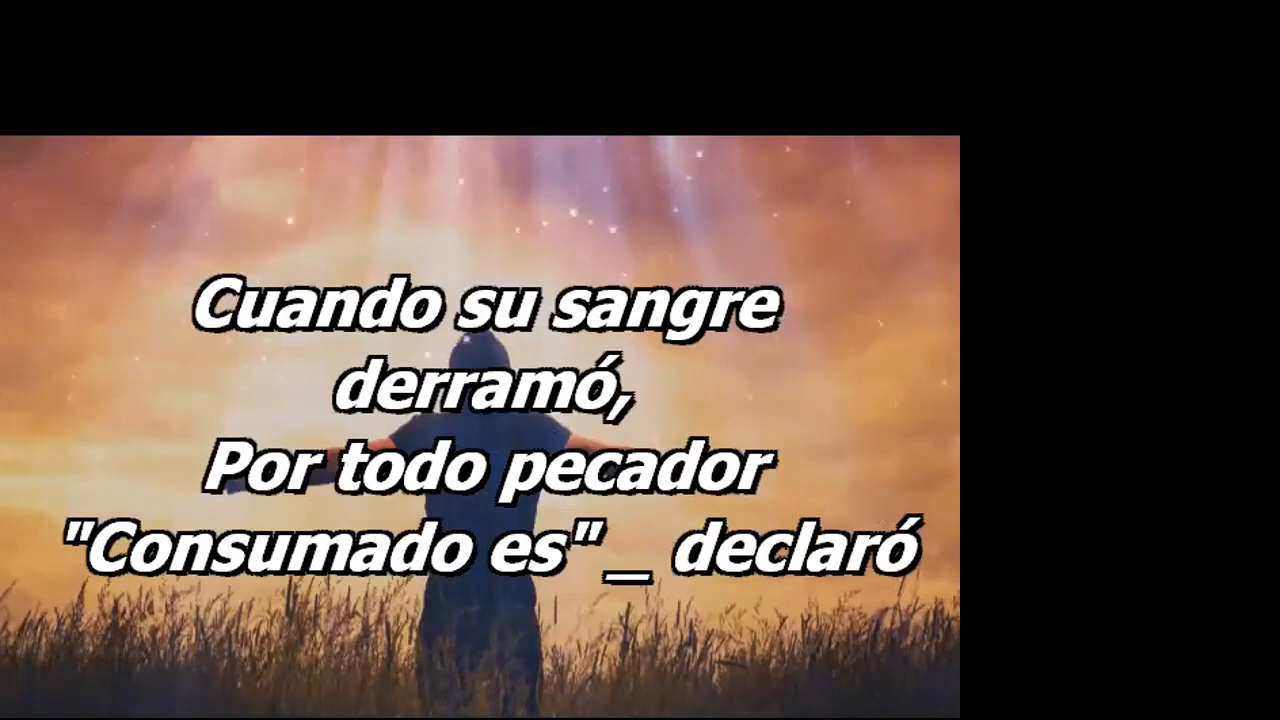 Cuando su sangre
derramó,
Por todo pecador
"Consumado es"_ declaró